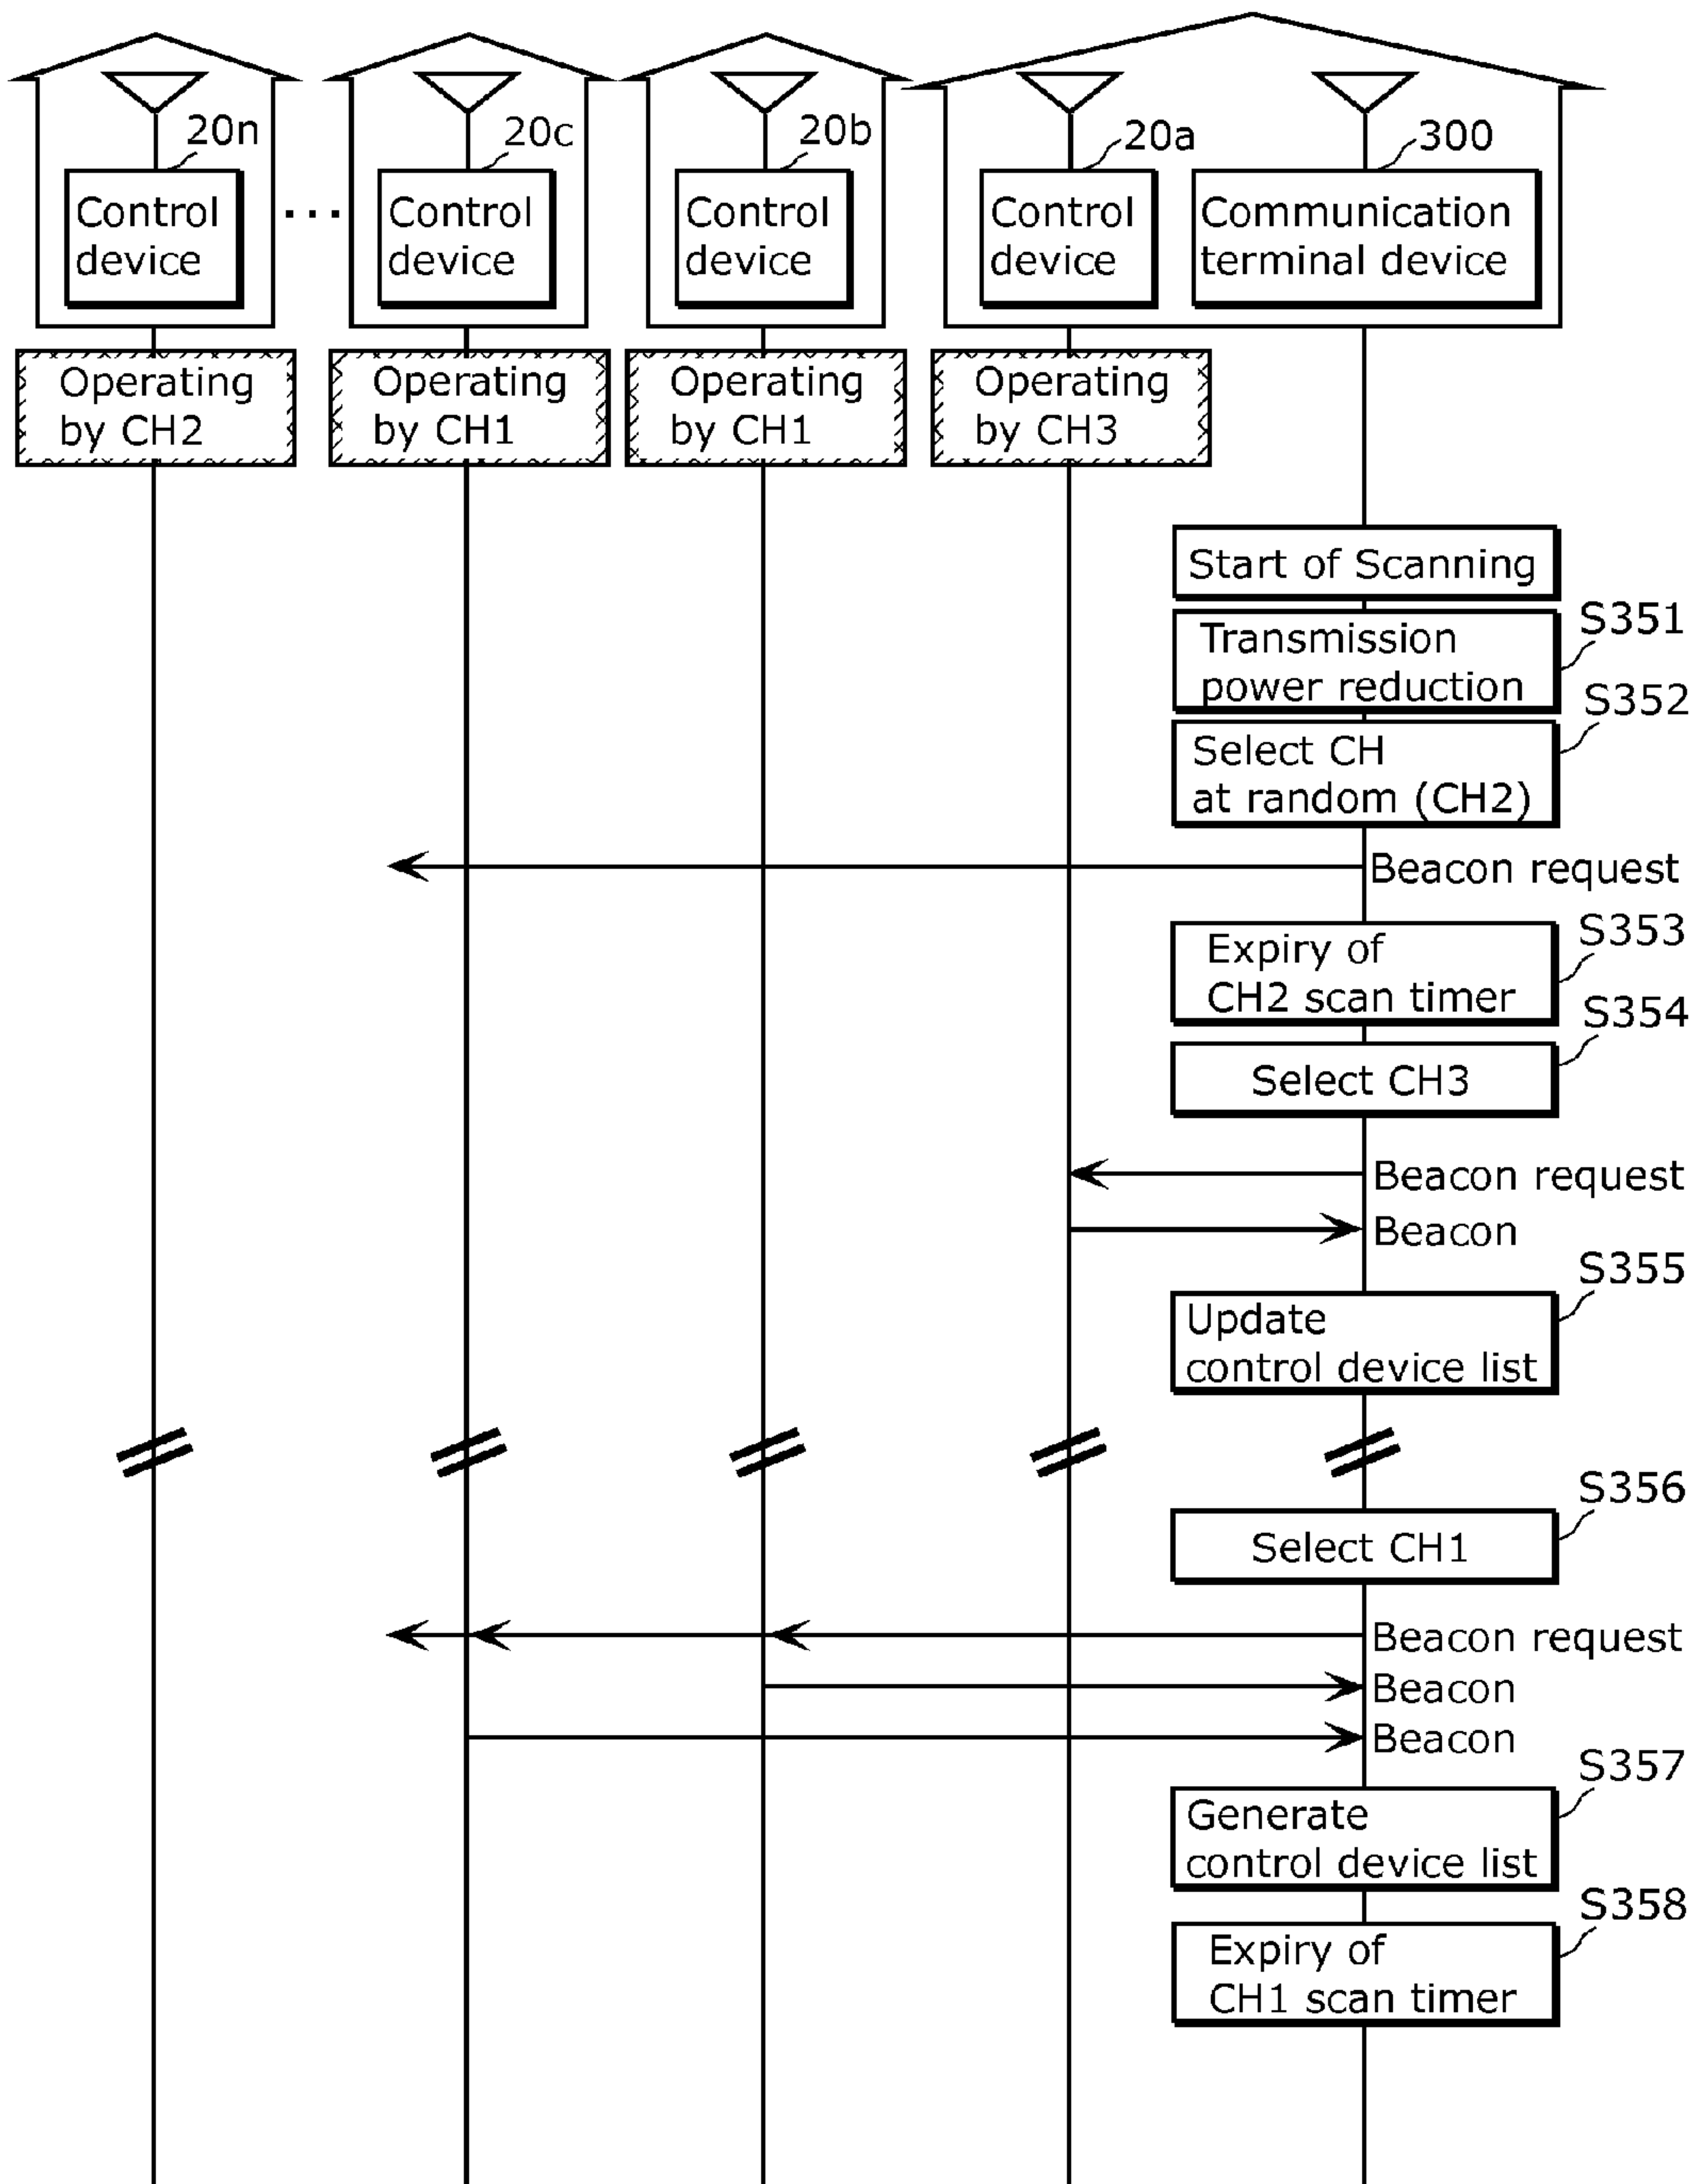 20n
20c
20b
20a
300
Control
device
...
Control
device
Control
device
Control
device
Communication
terminal device
Operating
by CH2
Operating
by CH1
Operating
by CH1
Operating
by CH3
Start of Scanning
S351
Transmission
power reduction
S352
Select CH
at random (CH2)
Beacon request
S353
Expiry of
CH2 scan timer
S354
Select CH3
Beacon request
Beacon
S355
Update
control device list
S356
Select CH1
Beacon request
Beacon
Beacon
S357
Generate
control device list
S358
Expiry of
CH1 scan timer